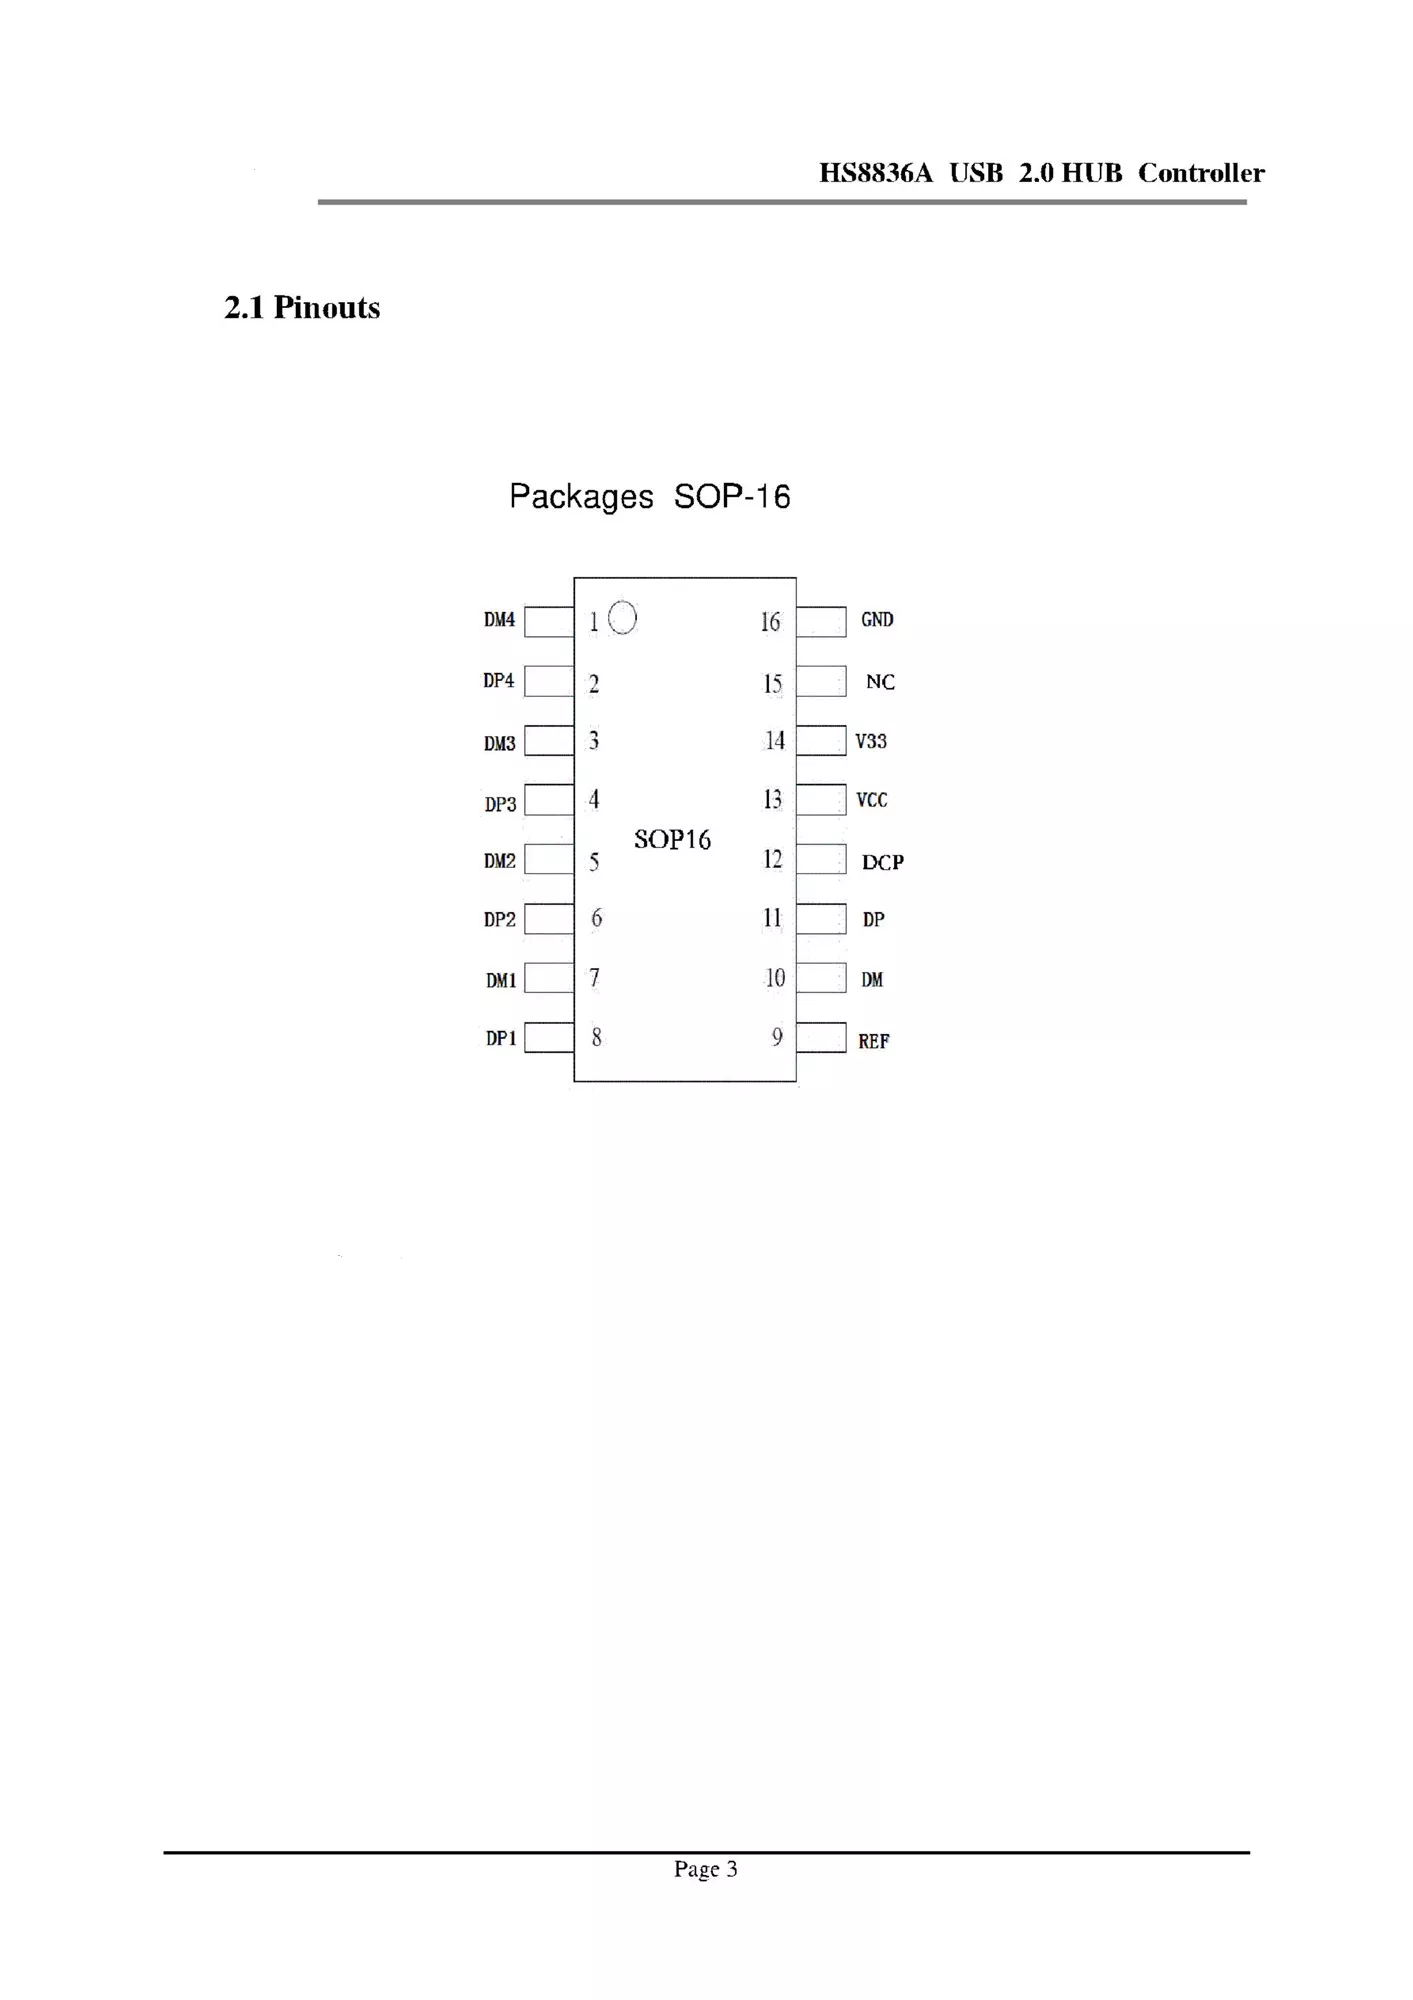 HS8836A USB 2.0 HUB Controller
2.1 Pinouts
Packages SOP-16
DM4 1 16 GND
DP4 2 15 NC
DM3 3 14 V33
DP3 4 13 VCC
SOP16
DM2 5 12 DCP
DP2 6 11 DP
DM1 7 10 DM
DP1 8 9 REF
Page 3